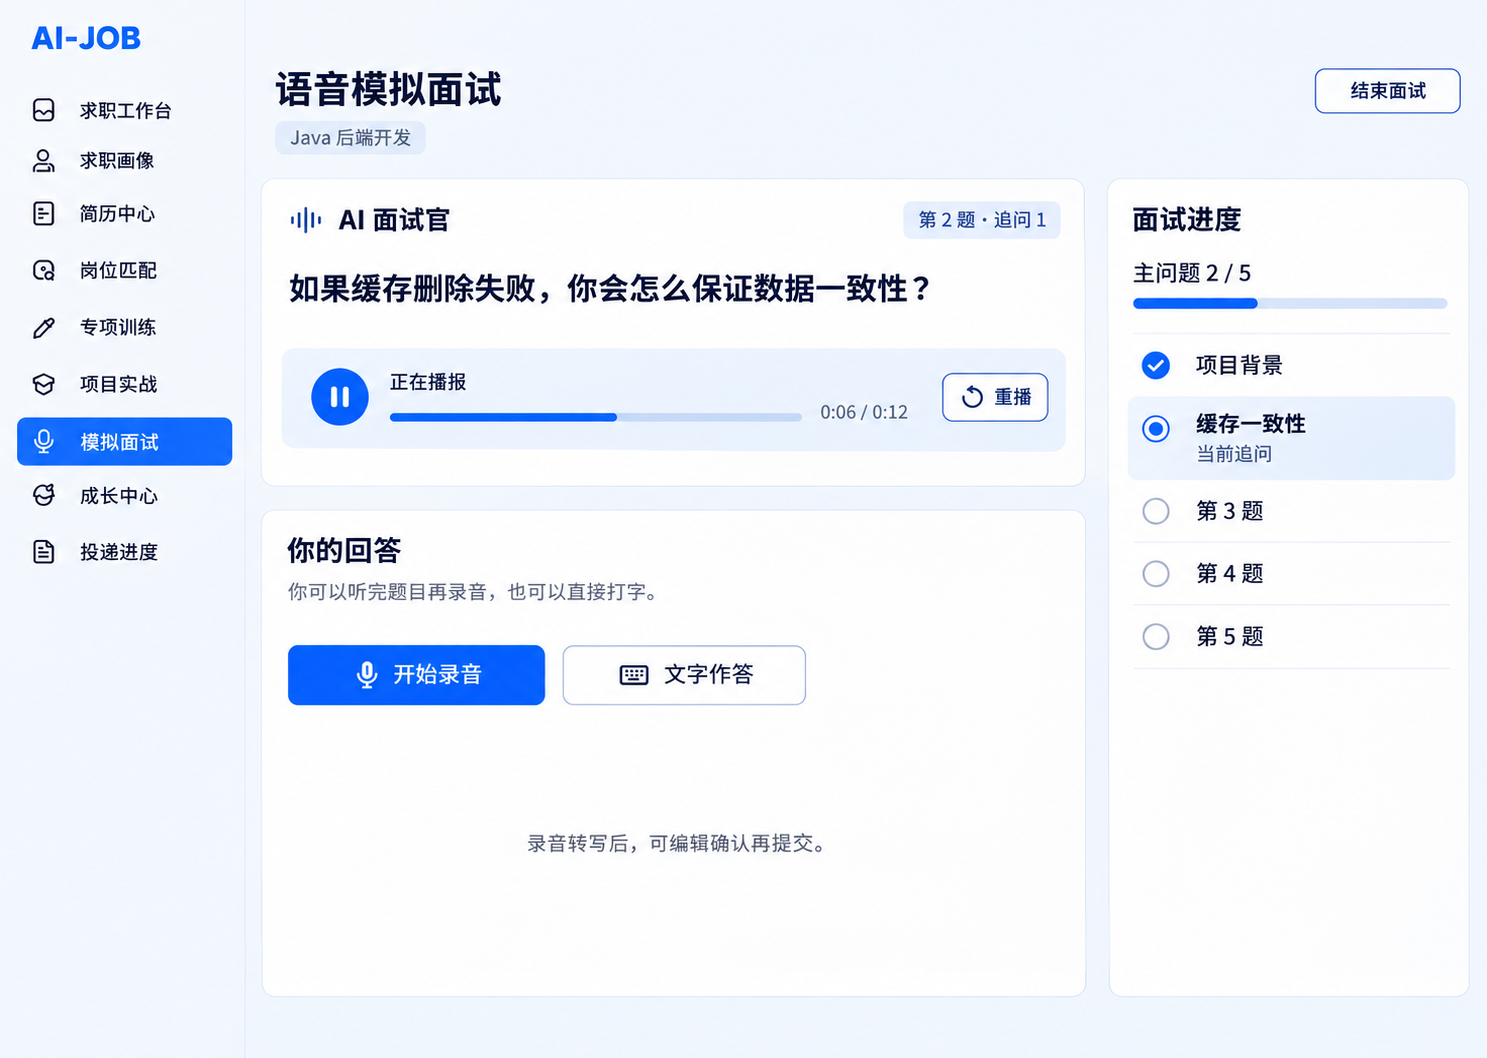 AI-JOB
求职工作台
求职画像
简历中心
岗位匹配
专项训练
项目实战
模拟面试
成长中心
投递进度
语音模拟面试
Java 后端开发
结束面试
AI 面试官
第 2 题 · 追问 1
如果缓存删除失败，你会怎么保证数据一致性？
正在播报
0:06 / 0:12
重播
你的回答
你可以听完题目再录音，也可以直接打字。
开始录音
文字作答
录音转写后，可编辑确认再提交。
面试进度
主问题 2 / 5
项目背景
缓存一致性
当前追问
第 3 题
第 4 题
第 5 题